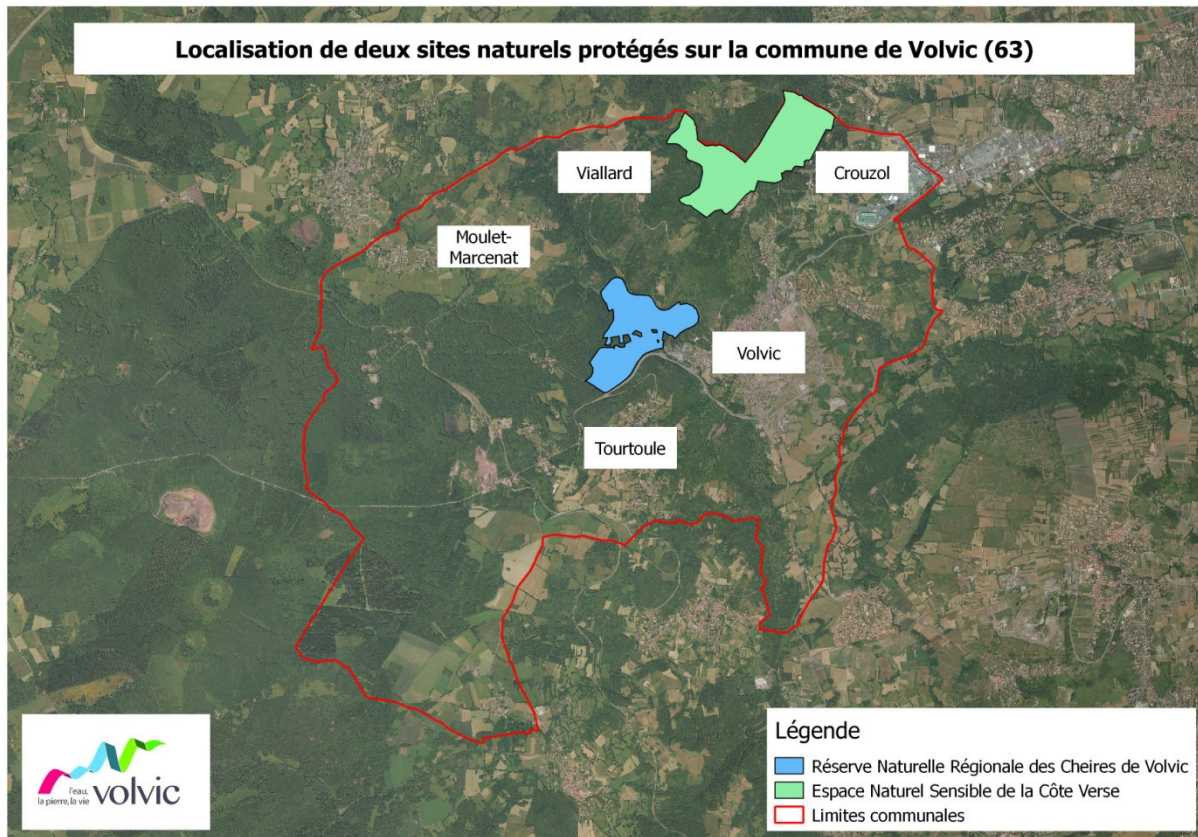 Localisation de deux sites naturels protégés sur la commune de Volvic (63)
Viallard
Crouzol
Moulet-
Marcenat
Volvic
Tourtoule
l'eau,
la pierre, la vie
volvic
Légende
Réserve Naturelle Régionale des Cheires de Volvic
Espace Naturel Sensible de la Côte Verse
Limites communales